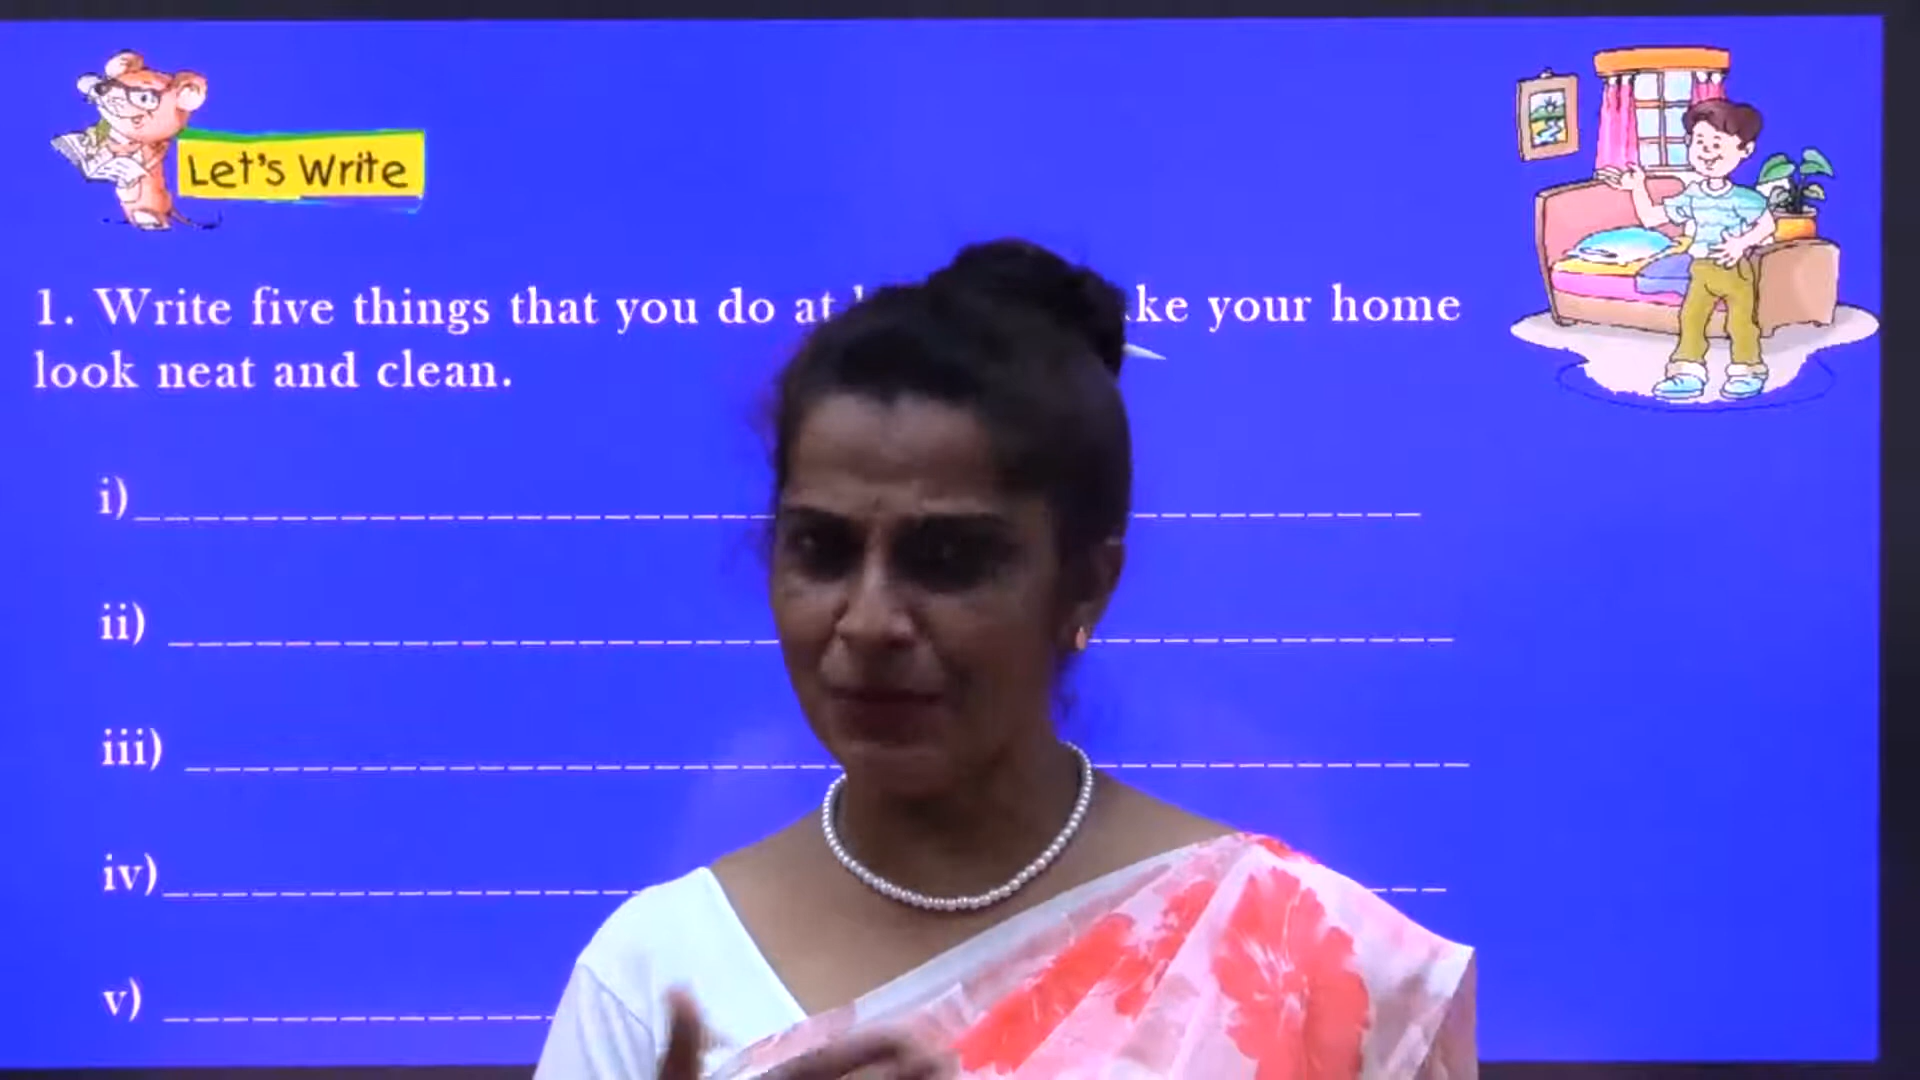 Let's Write
1. Write five things that you do at your home
look neat and clean.
i)
ii)
iii)
iv)
v)